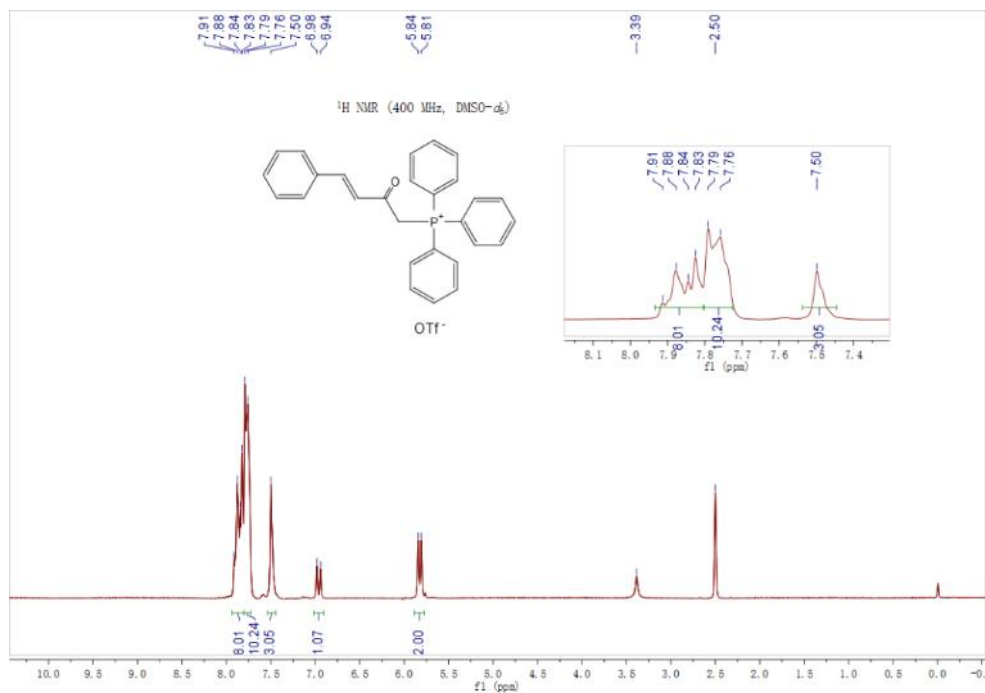 7.91 7.88 7.84 7.83 7.79 7.76 7.50 6.98 6.94 5.84 5.81 3.39 2.50
¹H NMR (400 MHz, DMSO-d₆)
O
P⁺
OTf⁻
7.91 7.88 7.84 7.83 7.79 7.76 7.50
8.01 10.24 3.05
8.1 8.0 7.9 7.8 7.7 7.6 7.5 7.4
f1 (ppm)
8.01 10.24 3.05 1.07 2.00
10.0 9.5 9.0 8.5 8.0 7.5 7.0 6.5 6.0 5.5 5.0 4.5 4.0 3.5 3.0 2.5 2.0 1.5 1.0 0.5 0.0
f1 (ppm)